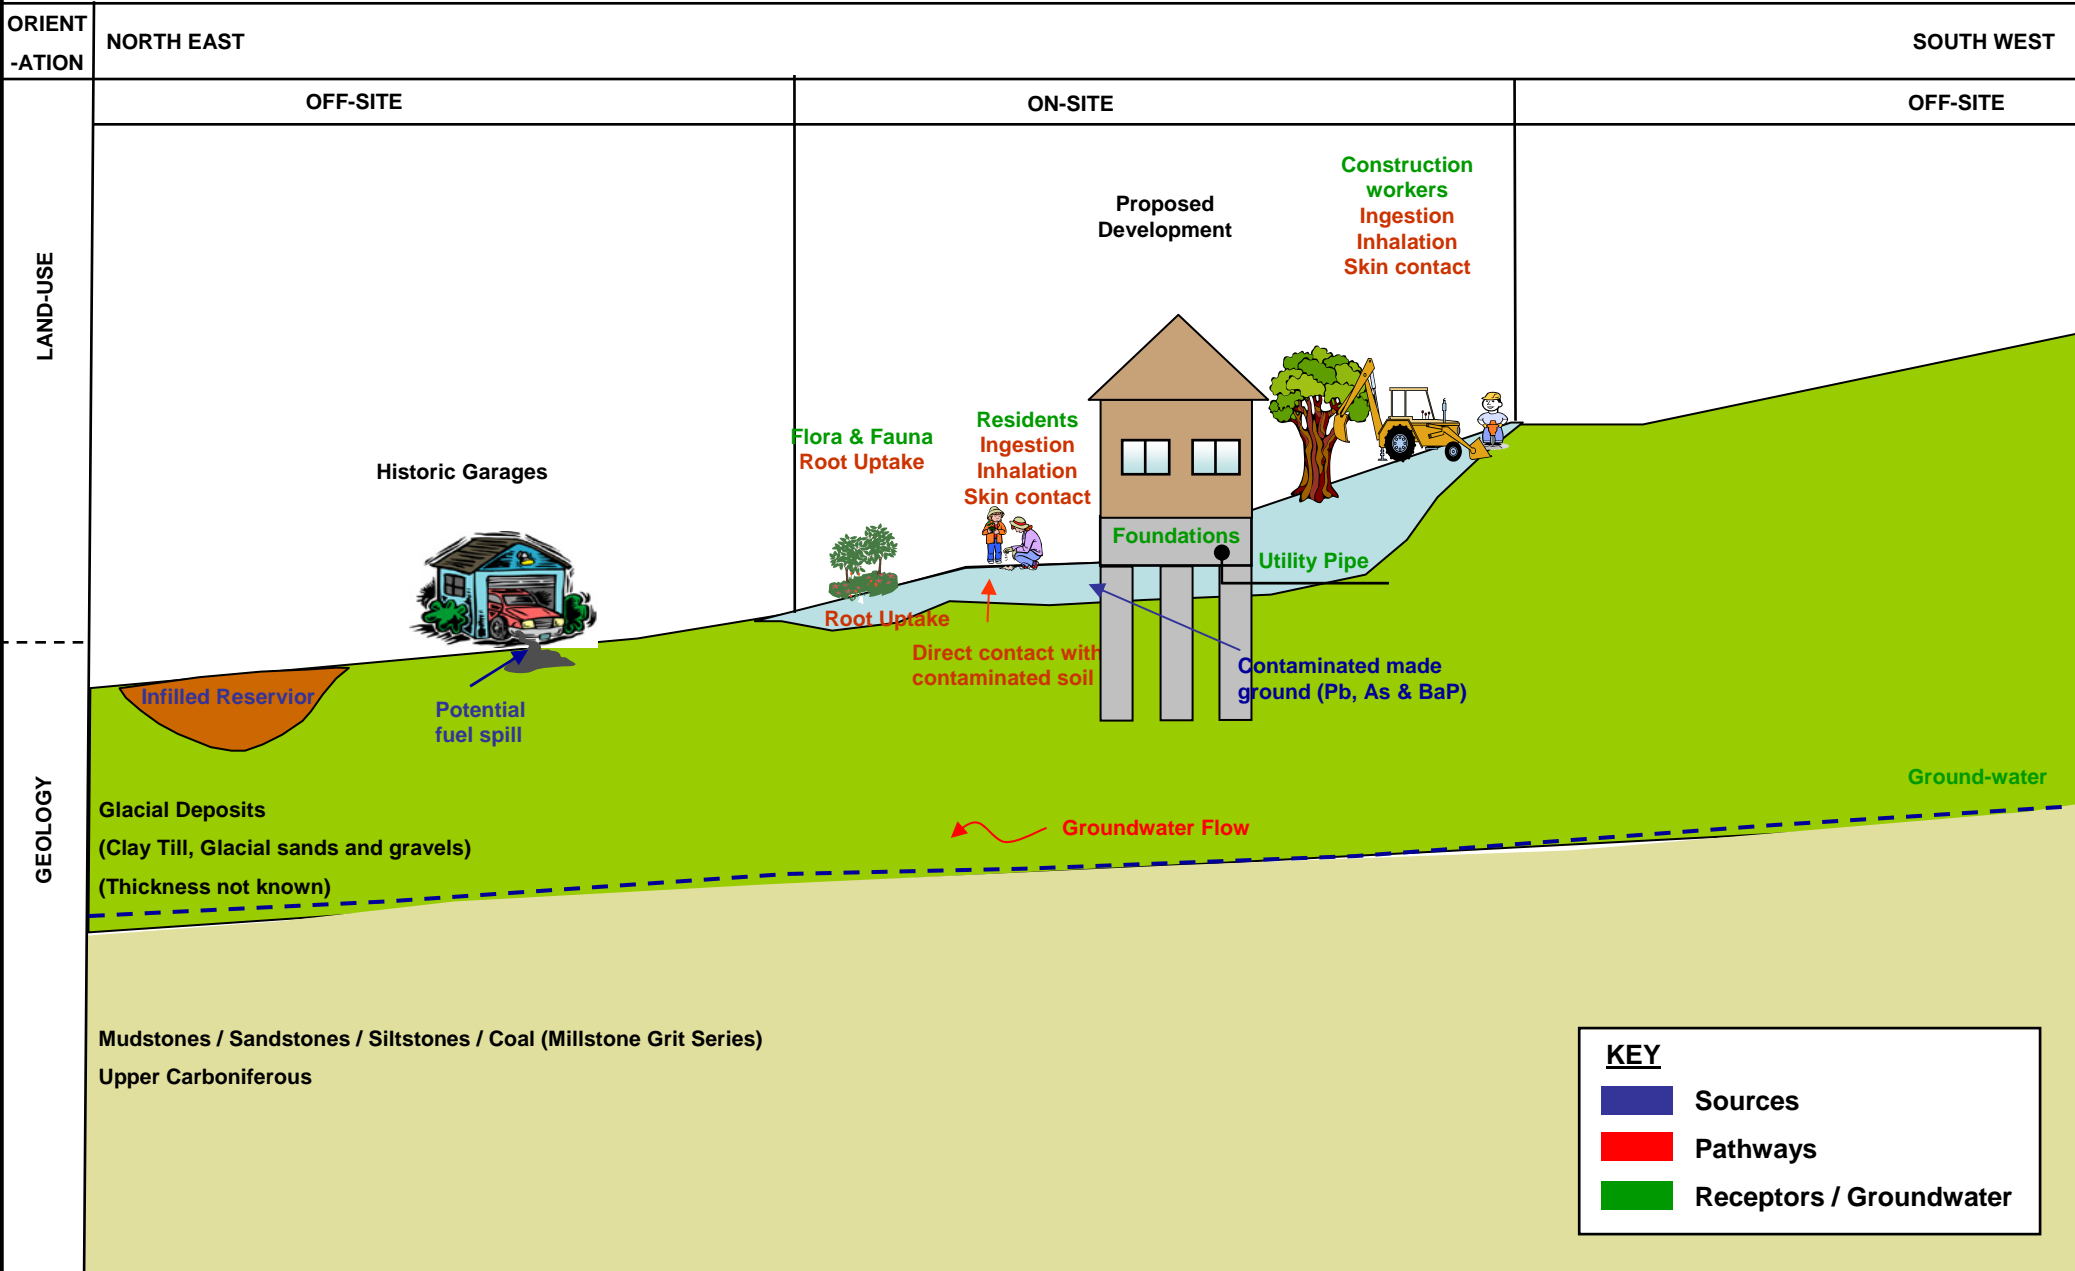 ORIENT
-ATION
NORTH EAST
SOUTH WEST
OFF-SITE
ON-SITE
OFF-SITE
LAND-USE
Construction
workers
Ingestion
Inhalation
Skin contact
Proposed
Development
Flora & Fauna
Root Uptake
Residents
Ingestion
Inhalation
Skin contact
Historic Garages
Foundations
Utility Pipe
Root Uptake
Direct contact with
contaminated soil
Contaminated made
ground (Pb, As & BaP)
Infilled Reservior
Potential
fuel spill
GEOLOGY
Ground-water
Glacial Deposits
(Clay Till, Glacial sands and gravels)
(Thickness not known)
Groundwater Flow
Mudstones / Sandstones / Siltstones / Coal (Millstone Grit Series)
Upper Carboniferous
KEY
Sources
Pathways
Receptors / Groundwater